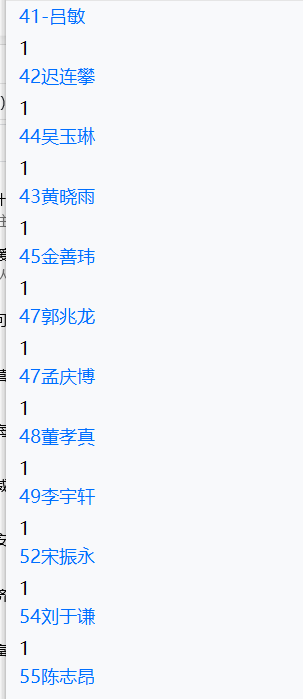 41-吕敏
1
42迟连攀
1
44吴玉琳
1
43黄晓雨
1
45金善玮
1
47郭兆龙
1
47孟庆博
1
48董孝真
1
49李宇轩
1
52宋振永
1
54刘于谦
1
55陈志昂